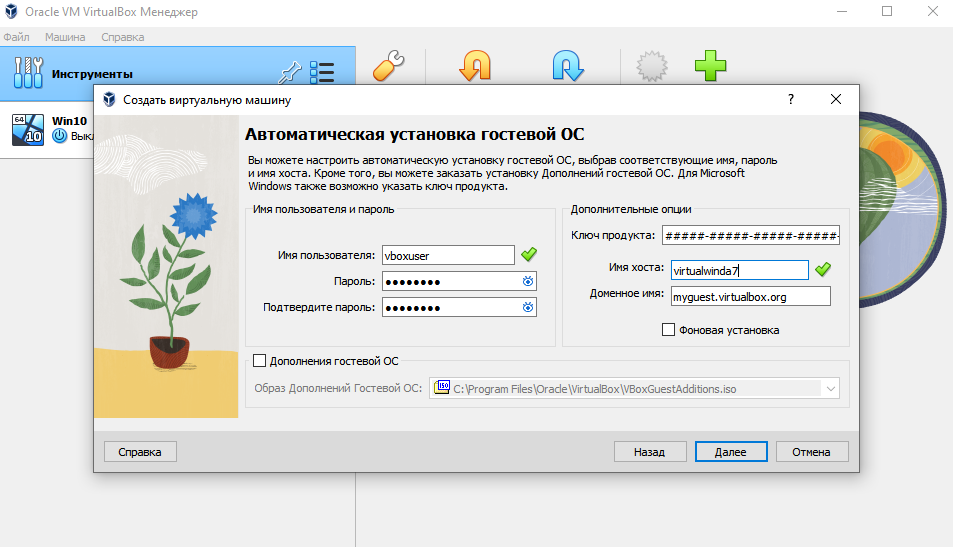 Oracle VM VirtualBox Менеджер
Файл Машина Справка
Инструменты
Создать виртуальную машину
?
64
10
Win10
Выкл
Автоматическая установка гостевой ОС
Вы можете настроить автоматическую установку гостевой ОС, выбрав соответствующие имя, пароль
и имя хоста. Кроме того, вы можете заказать установку Дополнений гостевой ОС. Для Microsoft
Windows также возможно указать ключ продукта.
Имя пользователя и пароль
Имя пользователя: vboxuser
Пароль: ●●●●●●●●
Подтвердите пароль: ●●●●●●●●
Дополнительные опции
Ключ продукта: #####-#####-#####-#####-
Имя хоста: virtualwinda7
Доменное имя: myguest.virtualbox.org
Фоновая установка
Дополнения гостевой ОС
Образ Дополнений Гостевой ОС: ISO C:\Program Files\Oracle\VirtualBox\VBoxGuestAdditions.iso
Справка Назад Далее Отмена